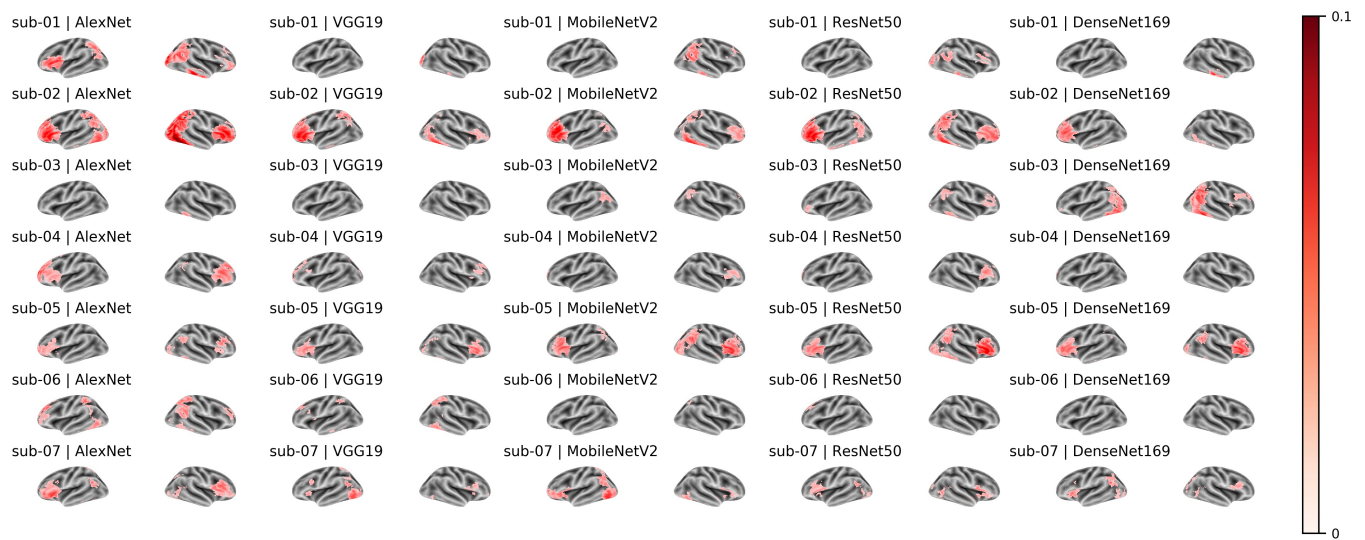 sub-01 | AlexNet sub-01 | VGG19 sub-01 | MobileNetV2 sub-01 | ResNet50 sub-01 | DenseNet169
0.1
sub-02 | AlexNet sub-02 | VGG19 sub-02 | MobileNetV2 sub-02 | ResNet50 sub-02 | DenseNet169
sub-03 | AlexNet sub-03 | VGG19 sub-03 | MobileNetV2 sub-03 | ResNet50 sub-03 | DenseNet169
sub-04 | AlexNet sub-04 | VGG19 sub-04 | MobileNetV2 sub-04 | ResNet50 sub-04 | DenseNet169
sub-05 | AlexNet sub-05 | VGG19 sub-05 | MobileNetV2 sub-05 | ResNet50 sub-05 | DenseNet169
sub-06 | AlexNet sub-06 | VGG19 sub-06 | MobileNetV2 sub-06 | ResNet50 sub-06 | DenseNet169
sub-07 | AlexNet sub-07 | VGG19 sub-07 | MobileNetV2 sub-07 | ResNet50 sub-07 | DenseNet169
0